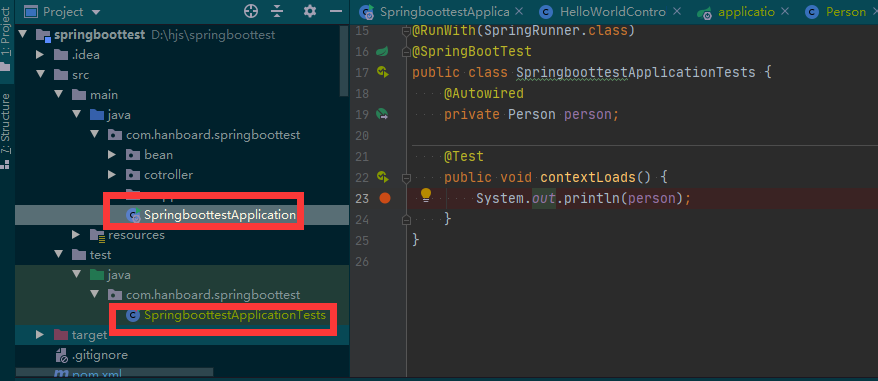 Project
SpringboottestApplica
HelloWorldContro
applicatio
Person
1: Project
7: Structure
springboottest D:\hjs\springboottest
.idea
src
main
java
com.hanboard.springboottest
bean
cotroller
SpringboottestApplication
resources
test
java
com.hanboard.springboottest
SpringboottestApplicationTests
target
.gitignore
pom.xml
15 @RunWith(SpringRunner.class)
16 @SpringBootTest
17 public class SpringboottestApplicationTests {
18 @Autowired
19 private Person person;
20
21 @Test
22 public void contextLoads() {
23 System.out.println(person);
24 }
25 }
26